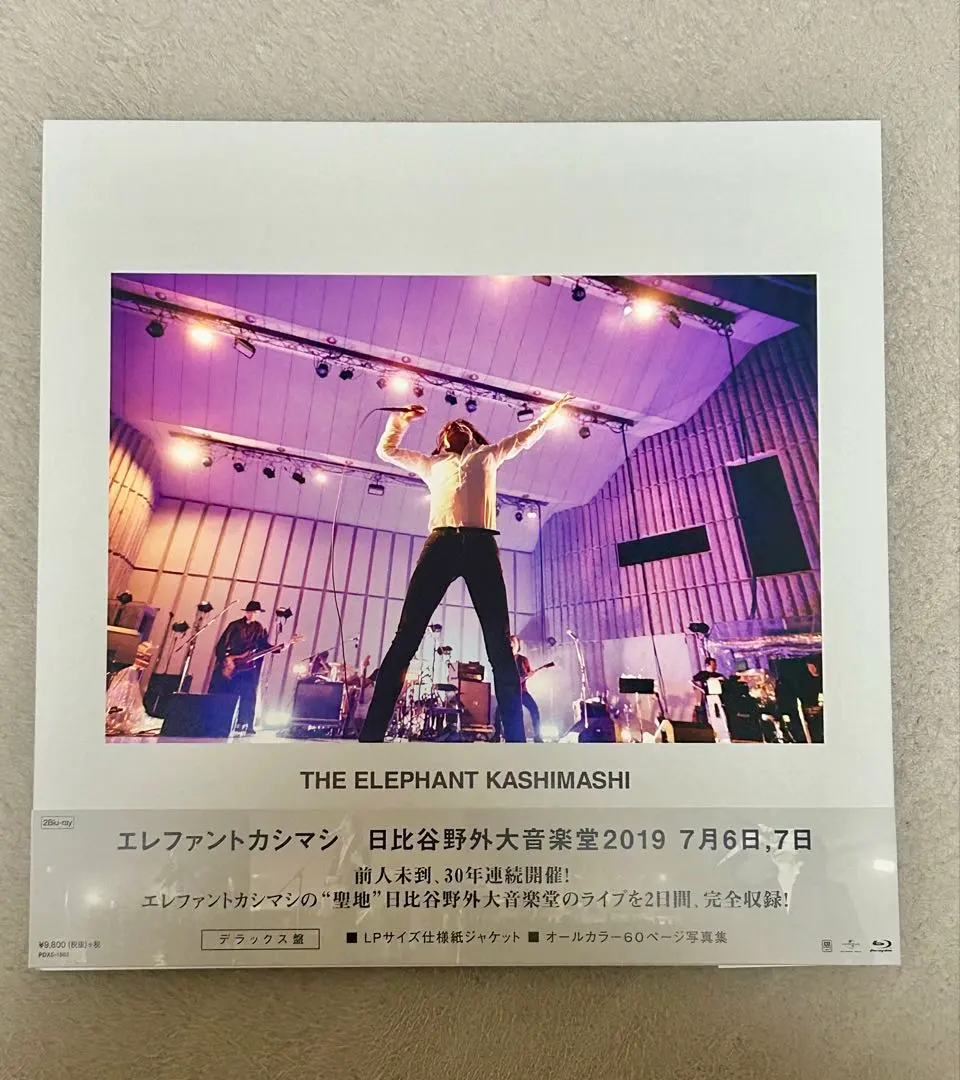 THE ELEPHANT KASHIMASHI
2Blu-ray
エレファントカシマシ 日比谷野外大音楽堂2019 7月6日,7日
前人未到、30年連続開催!
エレファントカシマシの“聖地”日比谷野外大音楽堂のライブを2日間、完全収録!
デラックス盤 ■ LPサイズ仕様紙ジャケット ■ オールカラー60ページ写真集
¥9,800 (税抜)+税